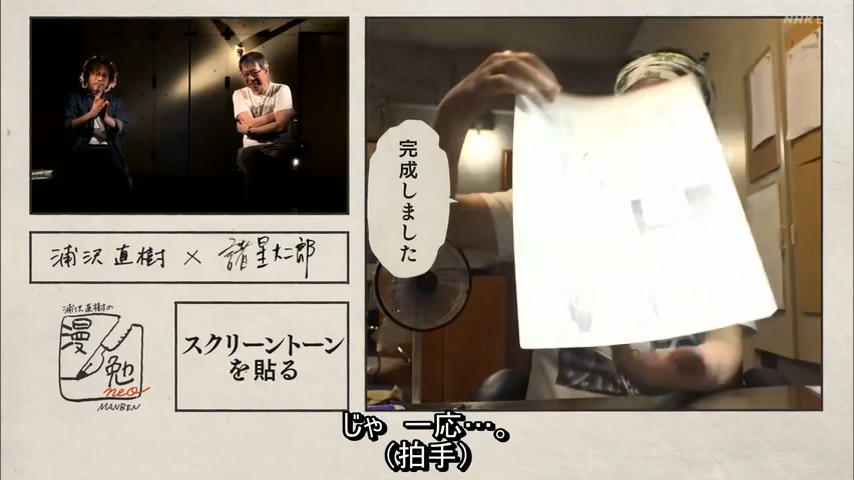 NHK E
完成しました
浦沢直樹 × 諸星大二郎
浦沢直樹の
漫勉
neo
MANBEN
スクリーントーン
を貼る
じゃ 一応…。
(拍手)